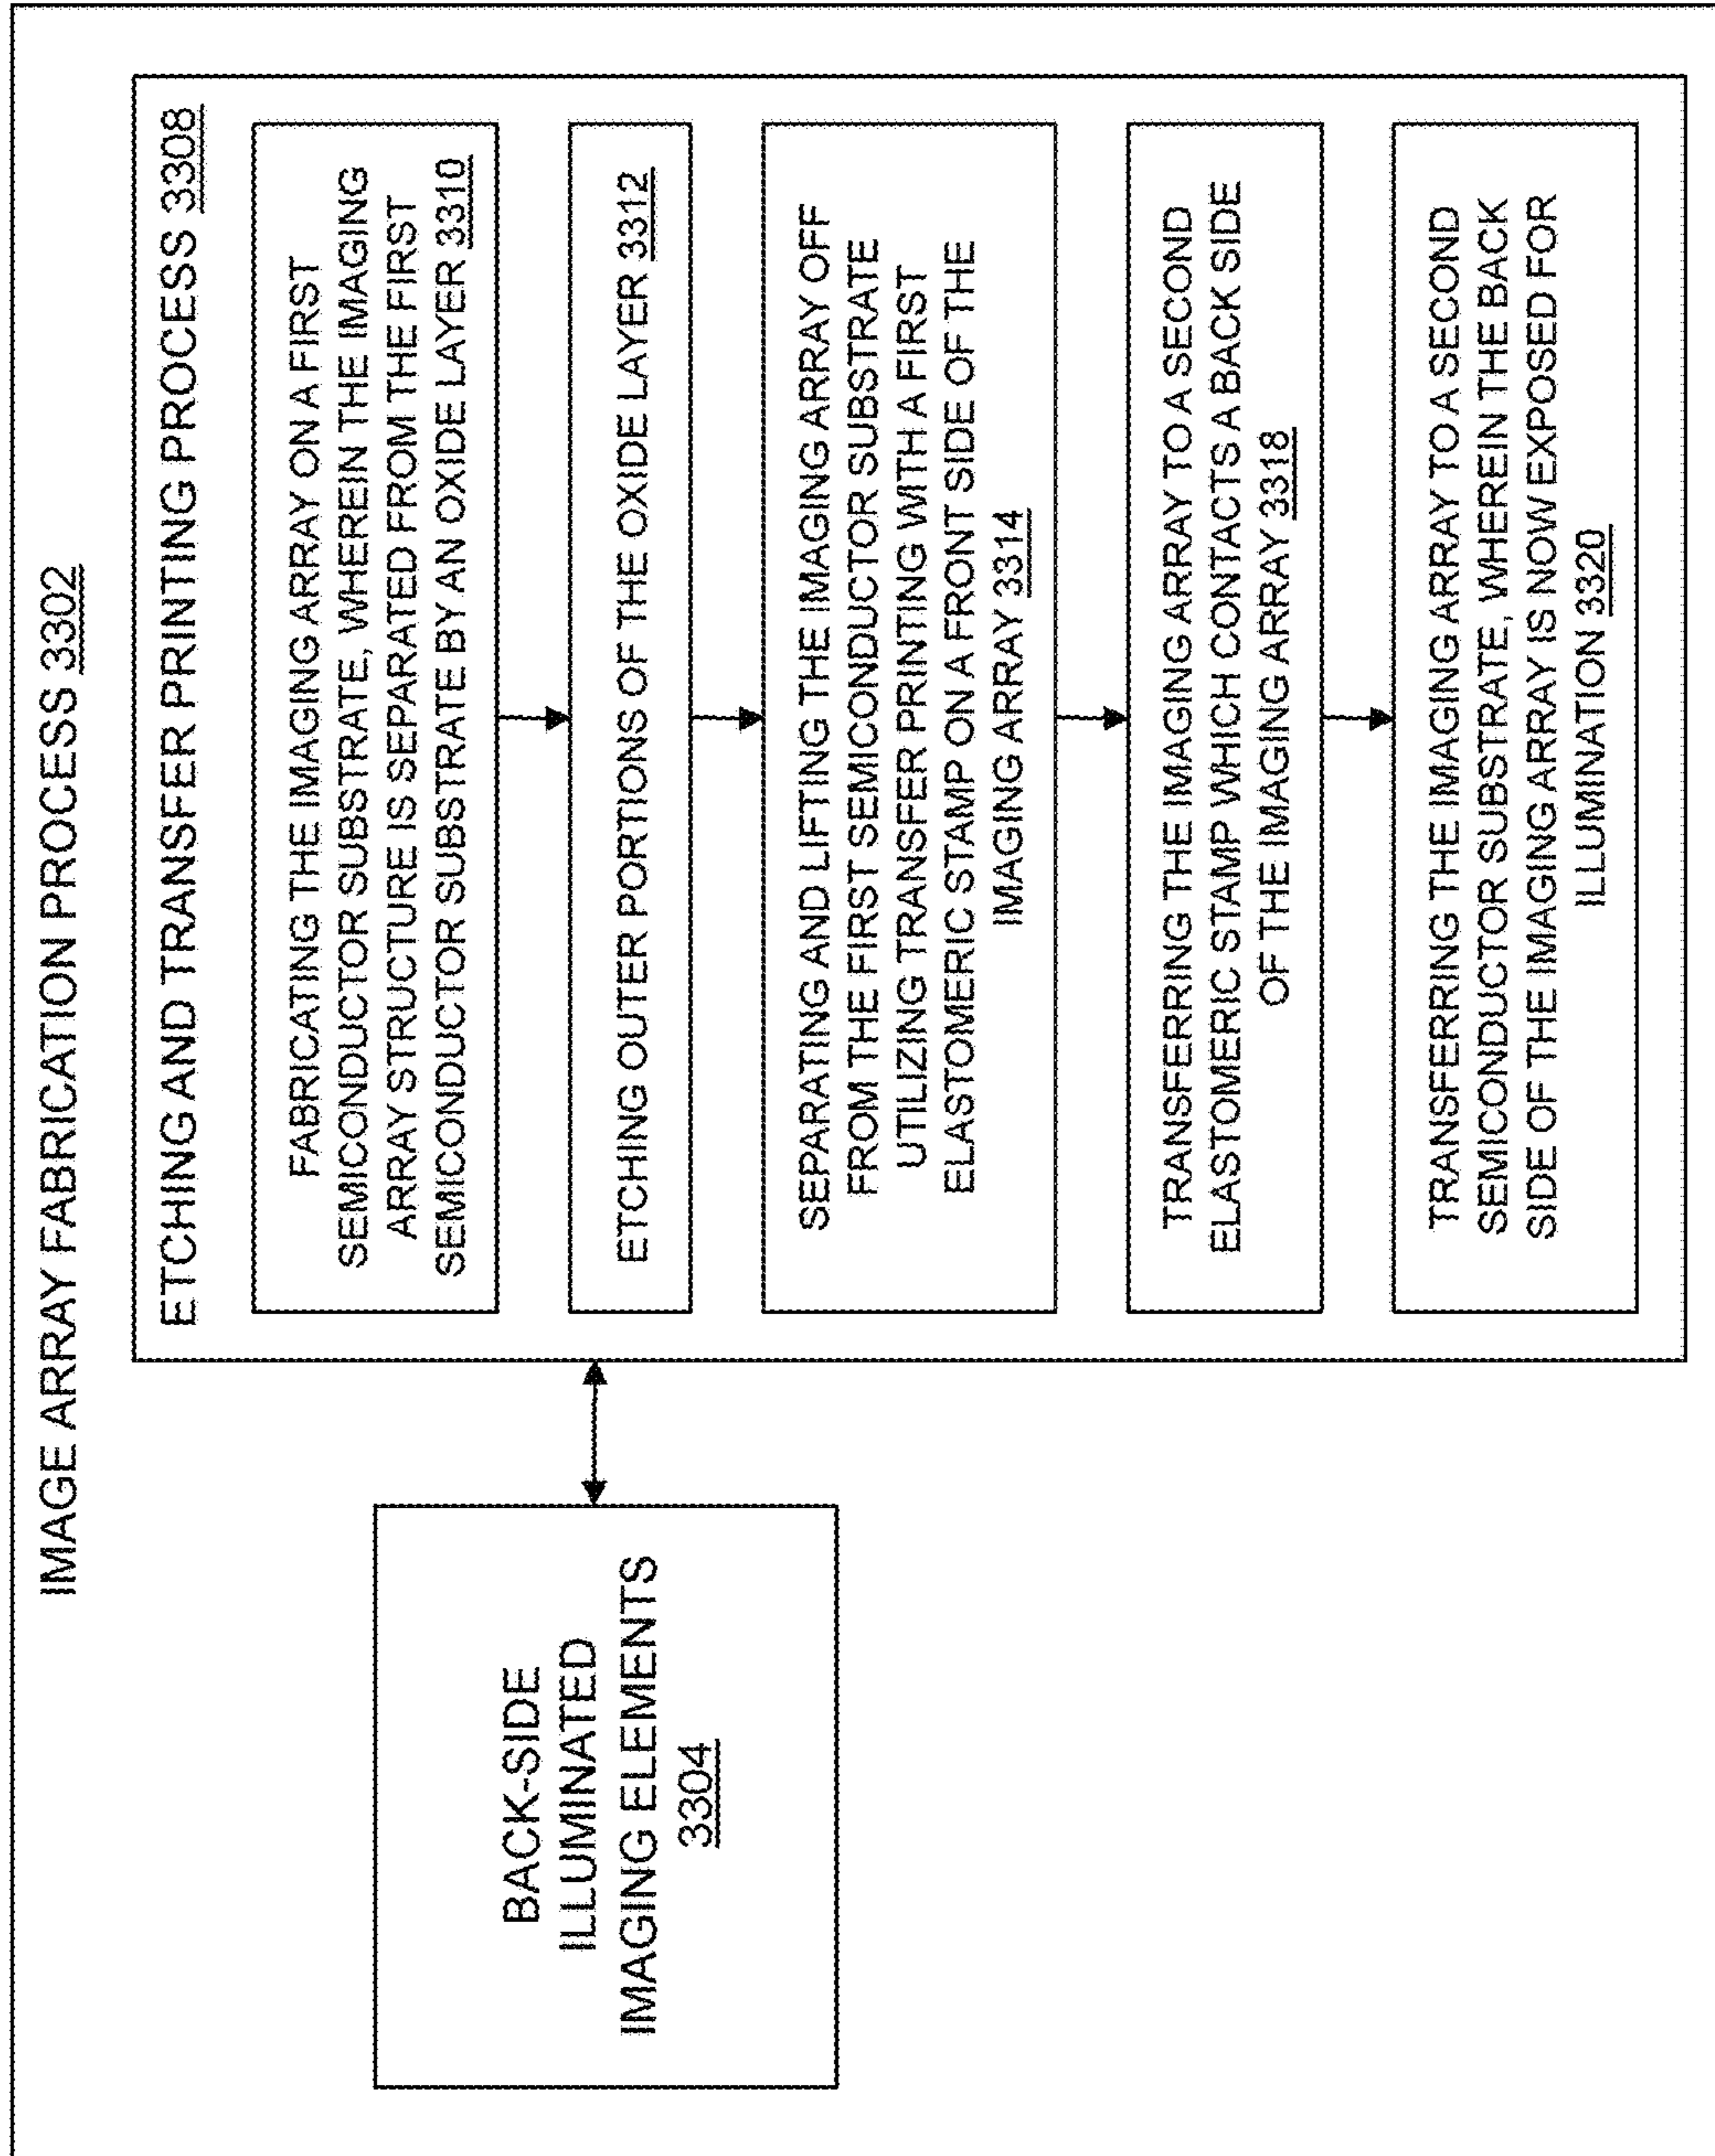 IMAGE ARRAY FABRICATION PROCESS 3302
BACK-SIDE
ILLUMINATED
IMAGING ELEMENTS
3304
ETCHING AND TRANSFER PRINTING PROCESS 3308
FABRICATING THE IMAGING ARRAY ON A FIRST
SEMICONDUCTOR SUBSTRATE, WHEREIN THE IMAGING
ARRAY STRUCTURE IS SEPARATED FROM THE FIRST
SEMICONDUCTOR SUBSTRATE BY AN OXIDE LAYER 3310
ETCHING OUTER PORTIONS OF THE OXIDE LAYER 3312
SEPARATING AND LIFTING THE IMAGING ARRAY OFF
FROM THE FIRST SEMICONDUCTOR SUBSTRATE
UTILIZING TRANSFER PRINTING WITH A FIRST
ELASTOMERIC STAMP ON A FRONT SIDE OF THE
IMAGING ARRAY 3314
TRANSFERRING THE IMAGING ARRAY TO A SECOND
ELASTOMERIC STAMP WHICH CONTACTS A BACK SIDE
OF THE IMAGING ARRAY 3318
TRANSFERRING THE IMAGING ARRAY TO A SECOND
SEMICONDUCTOR SUBSTRATE, WHEREIN THE BACK
SIDE OF THE IMAGING ARRAY IS NOW EXPOSED FOR
ILLUMINATION 3320